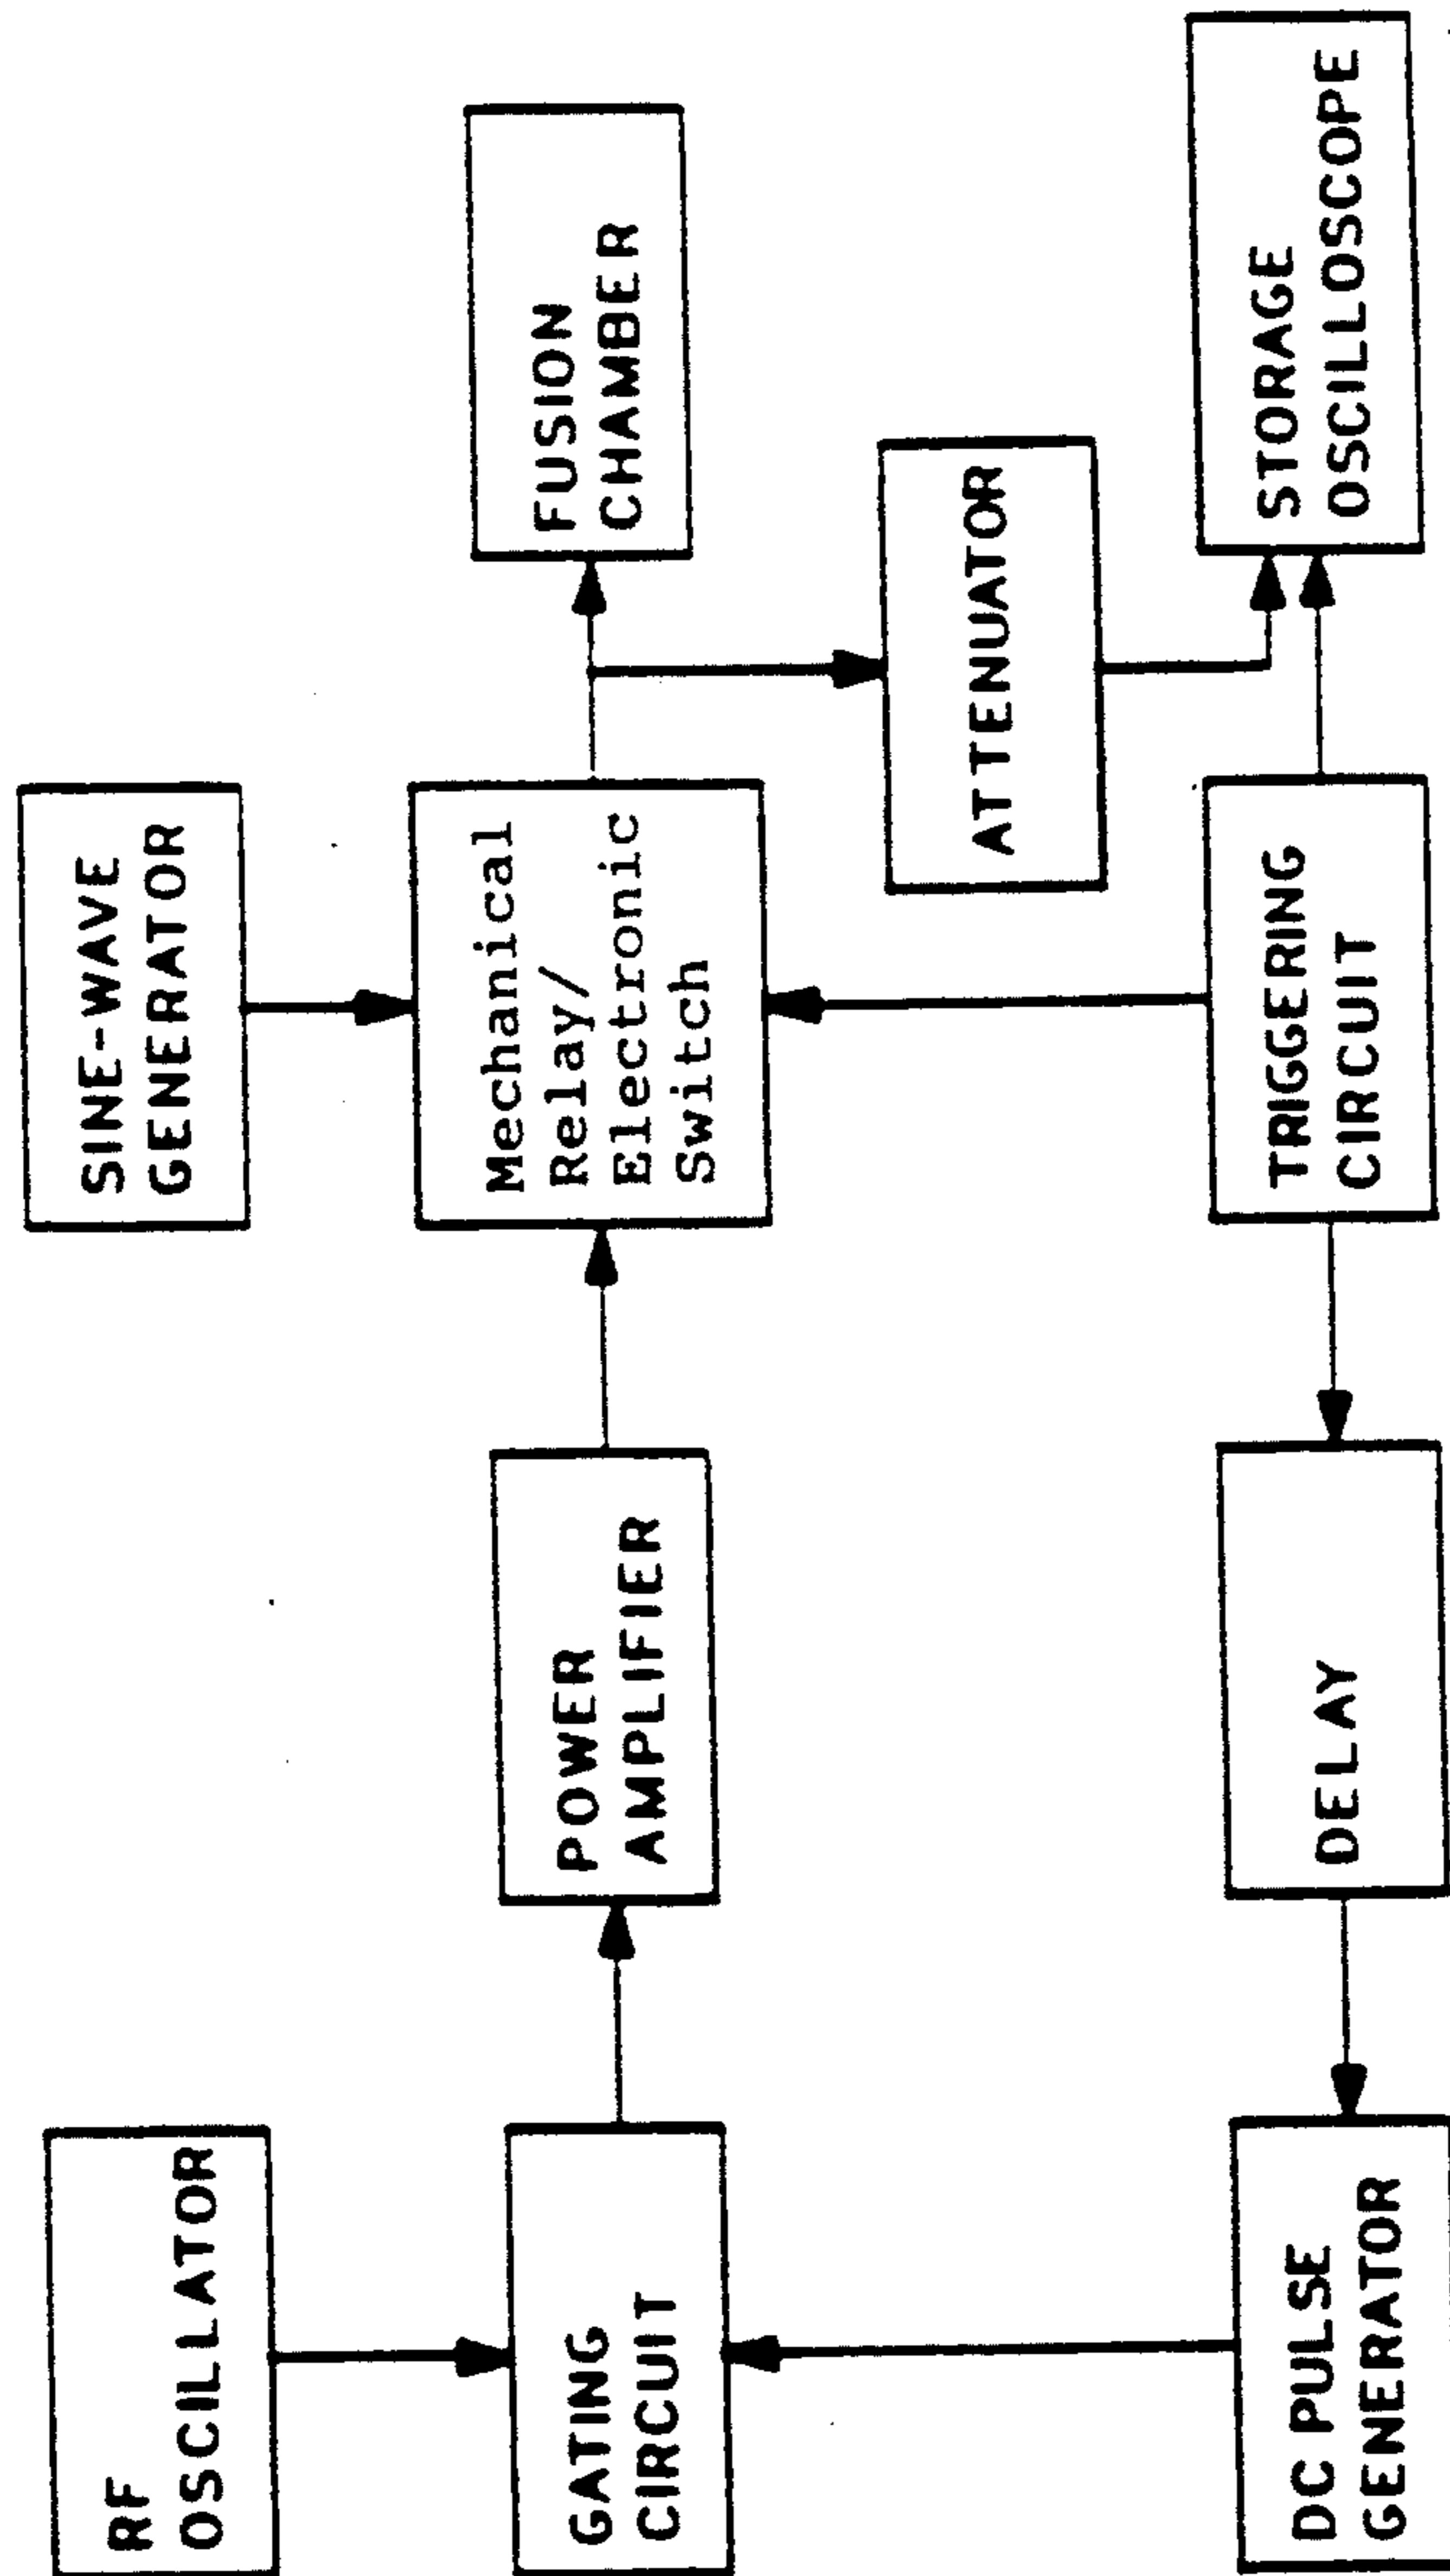 RF
OSCILLATOR
SINE-WAVE
GENERATOR
GATING
CIRCUIT
POWER
AMPLIFIER
Mechanical
Relay/
Electronic
Switch
FUSION
CHAMBER
ATTENUATOR
DC PULSE
GENERATOR
DELAY
TRIGGERING
CIRCUIT
STORAGE
OSCILLOSCOPE